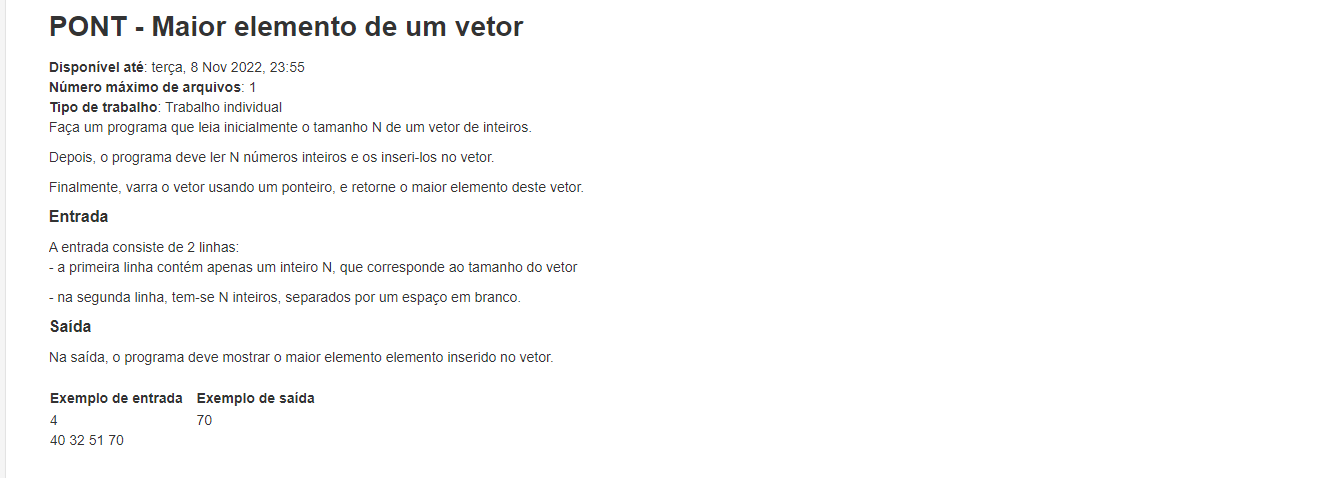 PONT - Maior elemento de um vetor
Disponível até: terça, 8 Nov 2022, 23:55
Número máximo de arquivos: 1
Tipo de trabalho: Trabalho individual
Faça um programa que leia inicialmente o tamanho N de um vetor de inteiros.
Depois, o programa deve ler N números inteiros e os inseri-los no vetor.
Finalmente, varra o vetor usando um ponteiro, e retorne o maior elemento deste vetor.
Entrada
A entrada consiste de 2 linhas:
- a primeira linha contém apenas um inteiro N, que corresponde ao tamanho do vetor
- na segunda linha, tem-se N inteiros, separados por um espaço em branco.
Saída
Na saída, o programa deve mostrar o maior elemento elemento inserido no vetor.
Exemplo de entrada Exemplo de saída
4 70
40 32 51 70